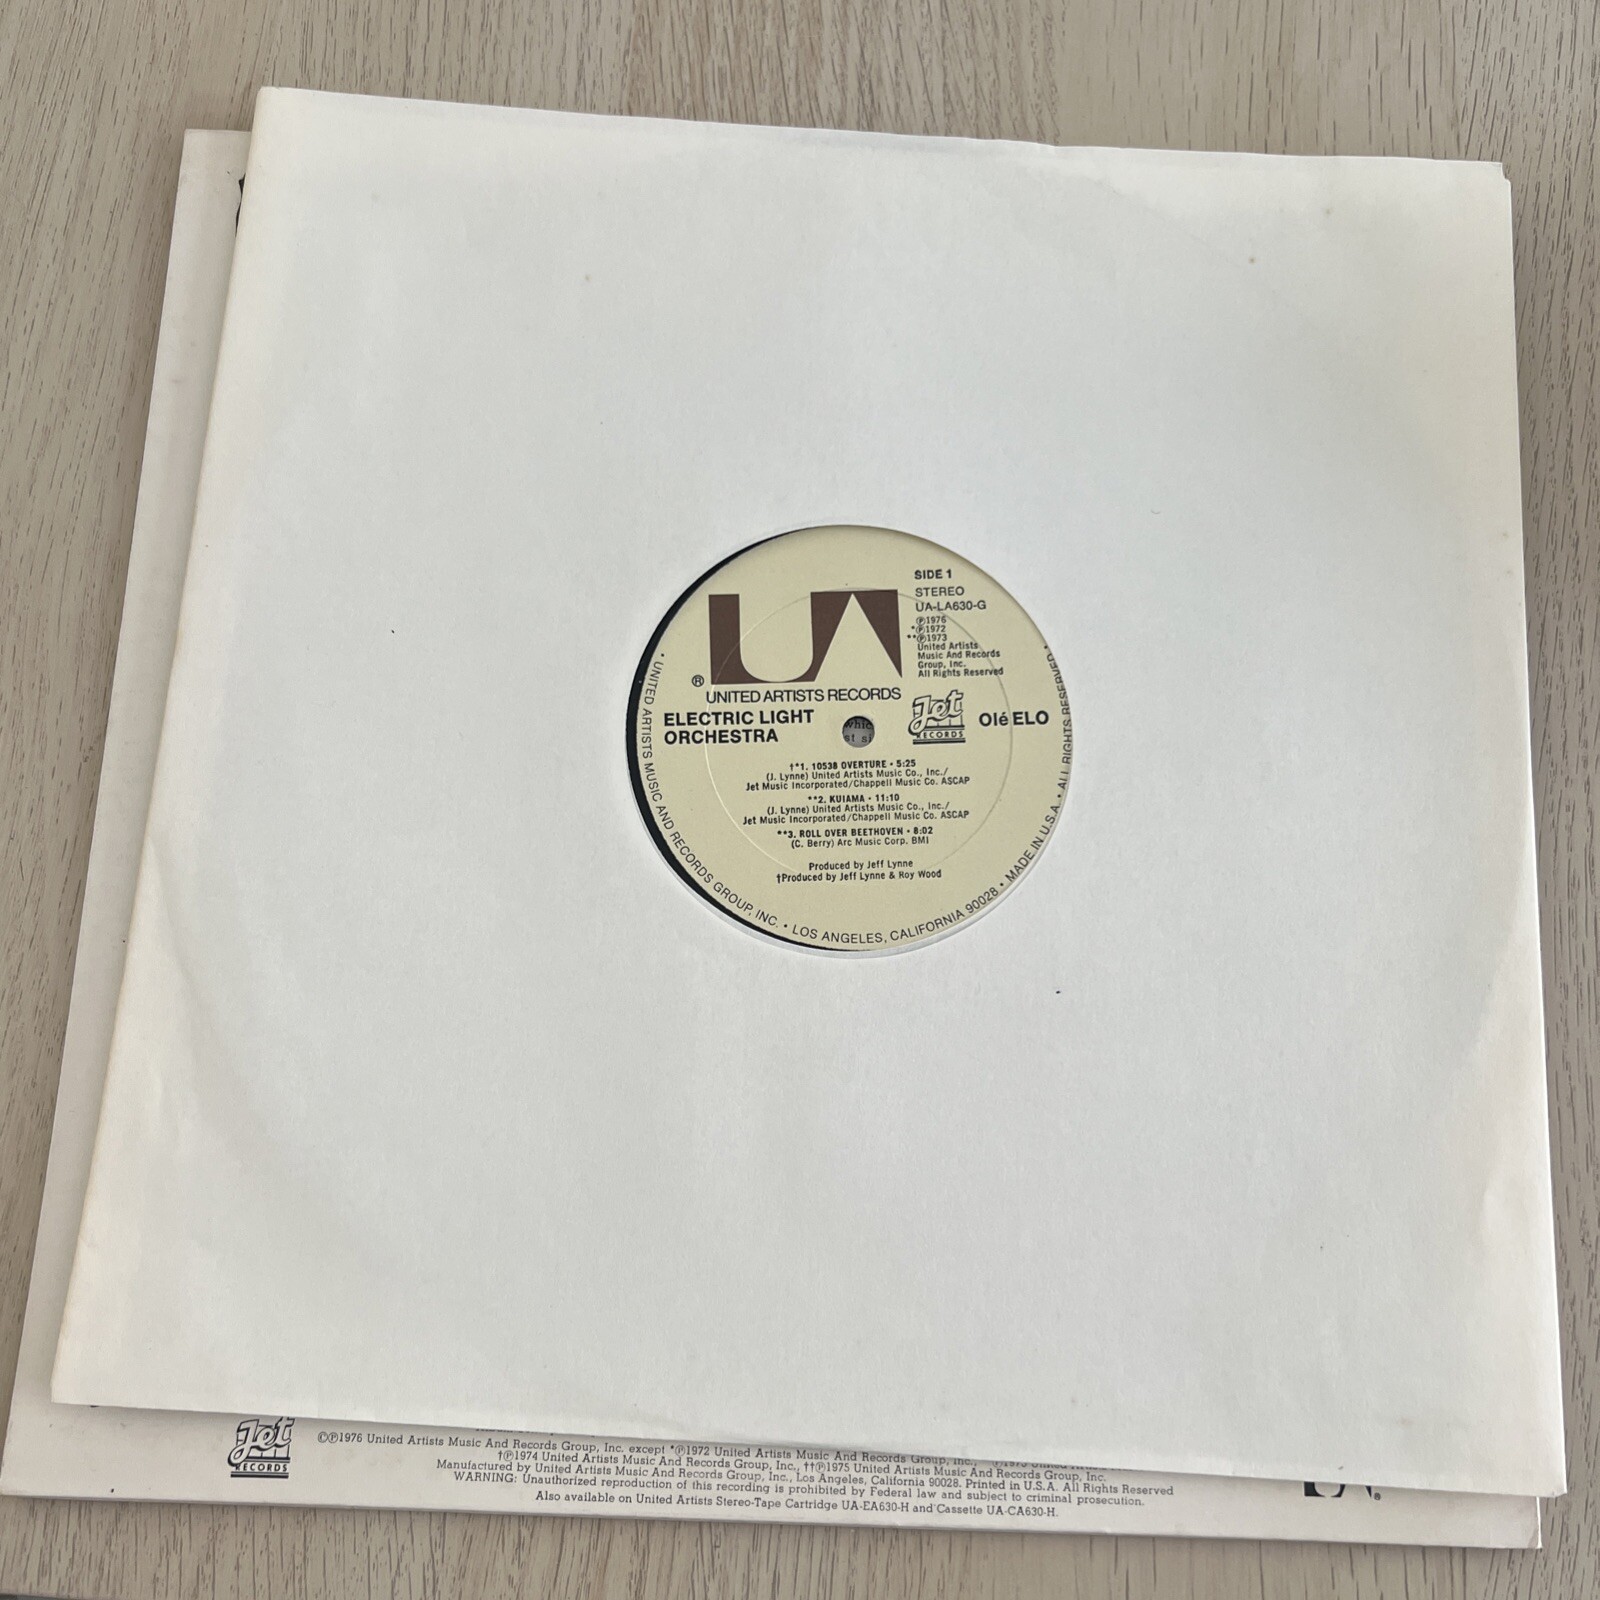 SIDE 1
STEREO
UA-LA630-G
℗1976
*℗1972
**℗1973
United Artists
Music And Records
Group, Inc.
All Rights Reserved
UA
®
UNITED ARTISTS RECORDS
ELECTRIC LIGHT
ORCHESTRA
Jet
RECORDS
Olé ELO
†*1. 10538 OVERTURE • 5:25
(J. Lynne) United Artists Music Co., Inc./
Jet Music Incorporated/Chappell Music Co. ASCAP
**2. KUIAMA • 11:10
(J. Lynne) United Artists Music Co., Inc./
Jet Music Incorporated/Chappell Music Co. ASCAP
**3. ROLL OVER BEETHOVEN • 8:02
(C. Berry) Arc Music Corp. BMI
Produced by Jeff Lynne
†Produced by Jeff Lynne & Roy Wood
• UNITED ARTISTS MUSIC AND RECORDS GROUP, INC. • LOS ANGELES, CALIFORNIA 90028 • MADE IN U.S.A. • ALL RIGHTS RESERVED •
Jet
RECORDS
©℗1976 United Artists Music And Records Group, Inc. except *℗1972 United Artists Music And Records Group, Inc.,
†℗1974 United Artists Music And Records Group, Inc., ††℗1975 United Artists Music And Records Group, Inc.
Manufactured by United Artists Music And Records Group, Inc., Los Angeles, California 90028. Printed in U.S.A. All Rights Reserved
WARNING: Unauthorized reproduction of this recording is prohibited by Federal law and subject to criminal prosecution.
Also available on United Artists Stereo-Tape Cartridge UA-EA630-H and Cassette UA-CA630-H.